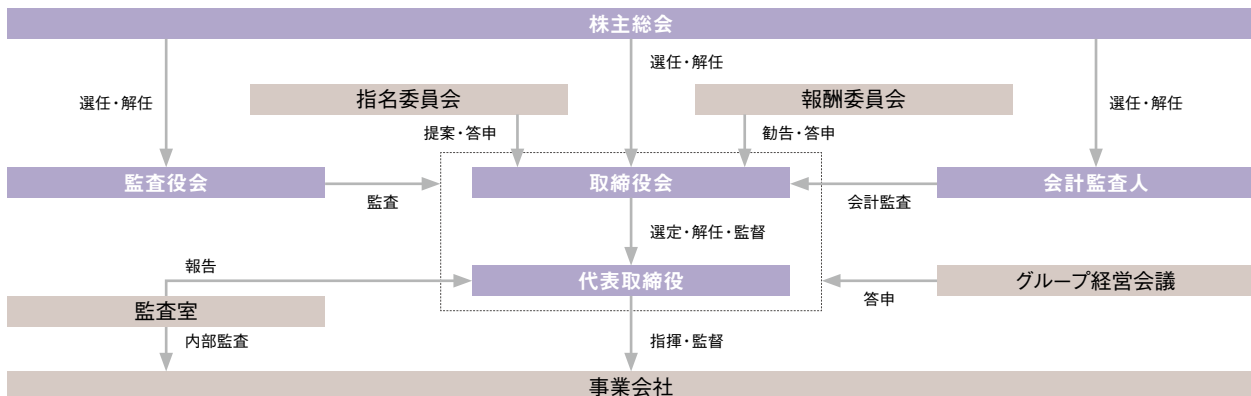 株主総会
選任・解任
選任・解任
選任・解任
指名委員会
報酬委員会
提案・答申
勧告・答申
監査役会
取締役会
会計監査人
監査
会計監査
選定・解任・監督
報告
代表取締役
グループ経営会議
答申
監査室
内部監査
指揮・監督
事業会社